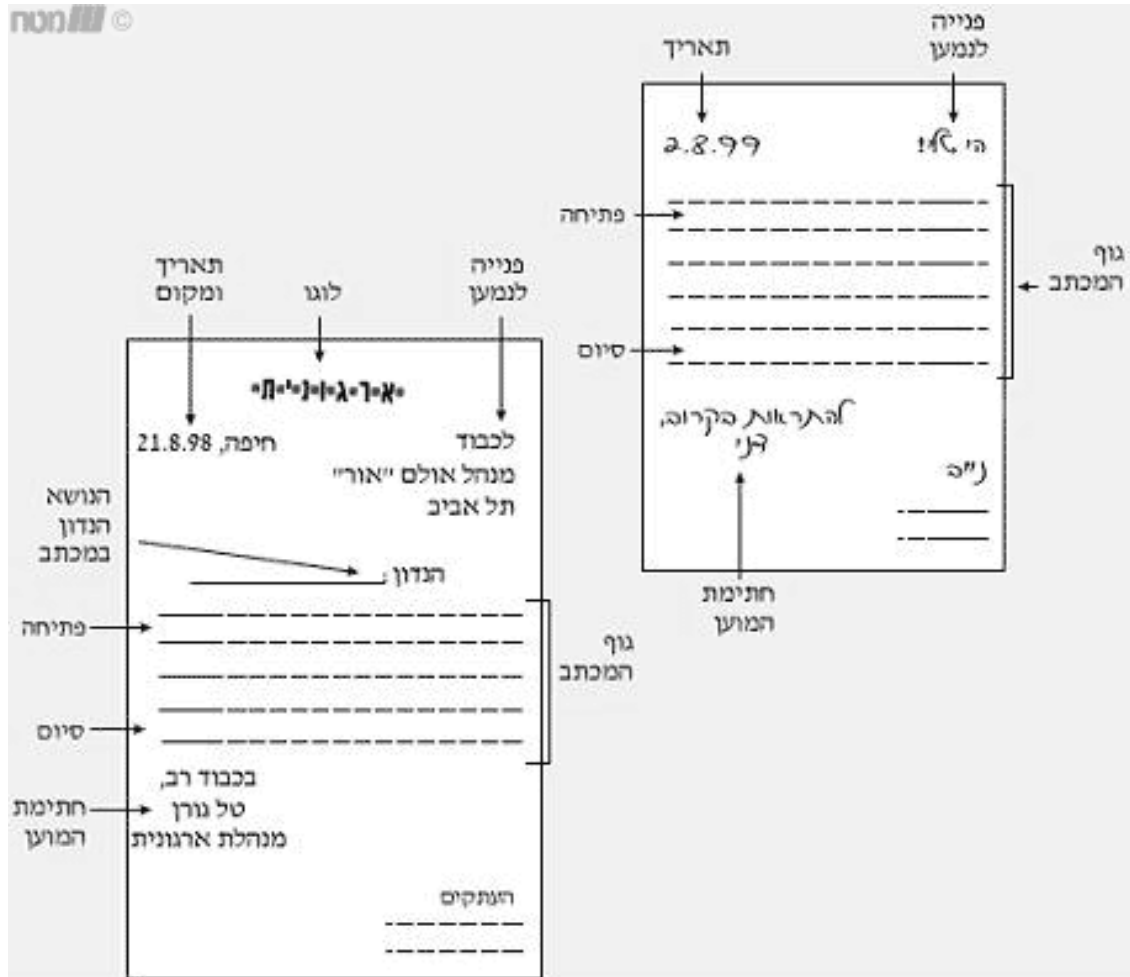 © מטח
פנייה
לנמען
תאריך
הי טלי!
2.8.99
פתיחה
גוף
המכתב
סיום
להתראות בקרוב,
דני
נ"ב
חתימת
המוען
פנייה
לנמען
לוגו
תאריך
ומקום
•א•ר•ג•ו•נ•י•ת•
לכבוד
חיפה, 21.8.98
מנהל אולם "אור"
תל אביב
הנושא
הנדון
במכתב
הנדון:
פתיחה
גוף
המכתב
סיום
בכבוד רב,
טל גורן
מנהלת ארגונית
חתימת
המוען
העתקים